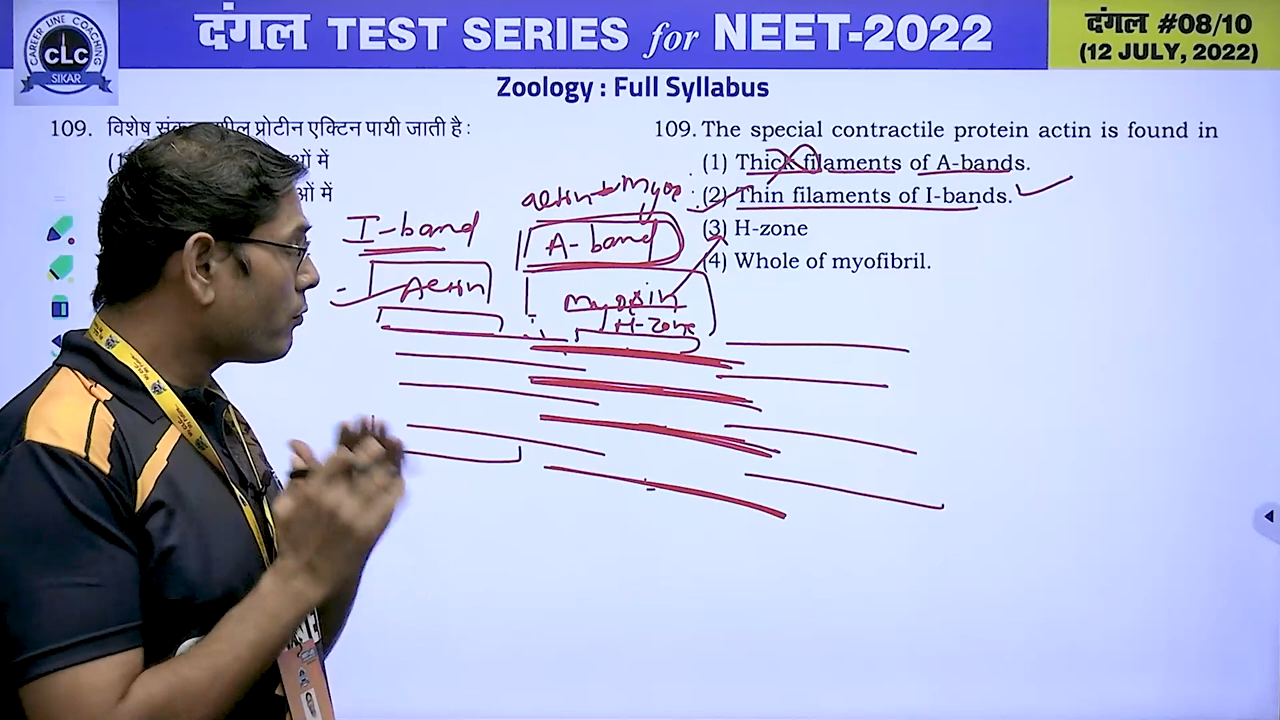 CAREER LINE COACHING
CLC
SIKAR
दंगल TEST SERIES for NEET-2022
दंगल #08/10
(12 JULY, 2022)
Zoology : Full Syllabus
109. विशेष प्रोटीन एक्टिन पायी जाती है :
में
में
109. The special contractile protein actin is found in
(1) Thick filaments of A-bands.
(2) Thin filaments of I-bands.
(3) H-zone
(4) Whole of myofibril.
actin + myo
I-band
A-band
Actin
myosin
H-zone